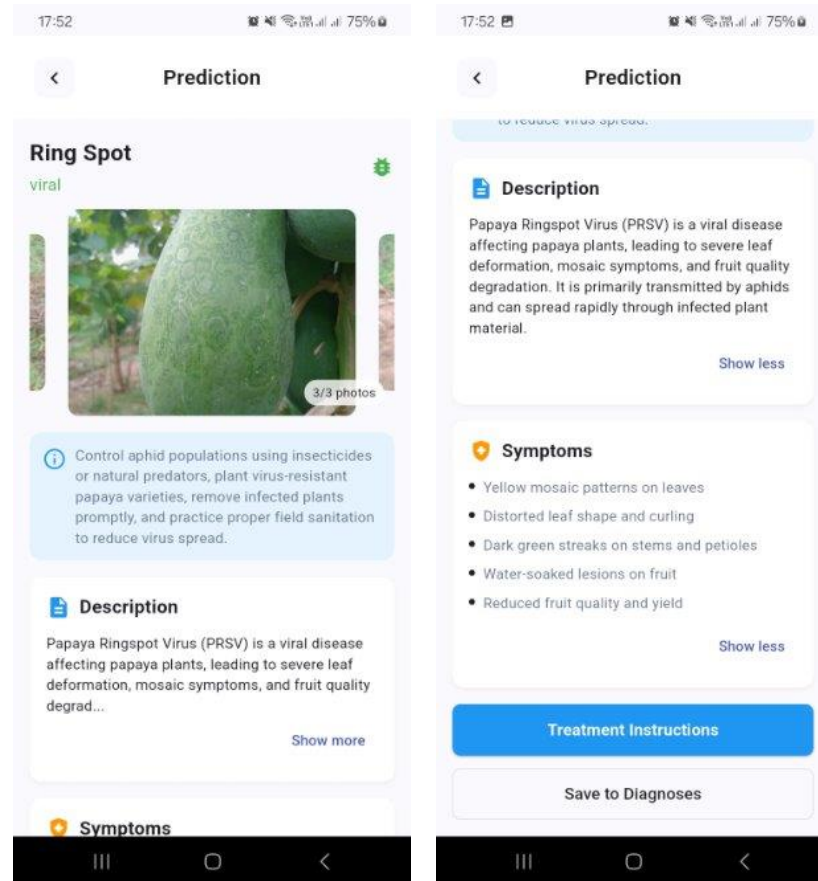 17:52
75%
Prediction
Ring Spot
viral
3/3 photos
Control aphid populations using insecticides
or natural predators, plant virus-resistant
papaya varieties, remove infected plants
promptly, and practice proper field sanitation
to reduce virus spread.
Description
Papaya Ringspot Virus (PRSV) is a viral disease
affecting papaya plants, leading to severe leaf
deformation, mosaic symptoms, and fruit quality
degrad...
Show more
Symptoms
17:52
75%
Prediction
to reduce virus spread.
Description
Papaya Ringspot Virus (PRSV) is a viral disease
affecting papaya plants, leading to severe leaf
deformation, mosaic symptoms, and fruit quality
degradation. It is primarily transmitted by aphids
and can spread rapidly through infected plant
material.
Show less
Symptoms
Yellow mosaic patterns on leaves
Distorted leaf shape and curling
Dark green streaks on stems and petioles
Water-soaked lesions on fruit
Reduced fruit quality and yield
Show less
Treatment Instructions
Save to Diagnoses